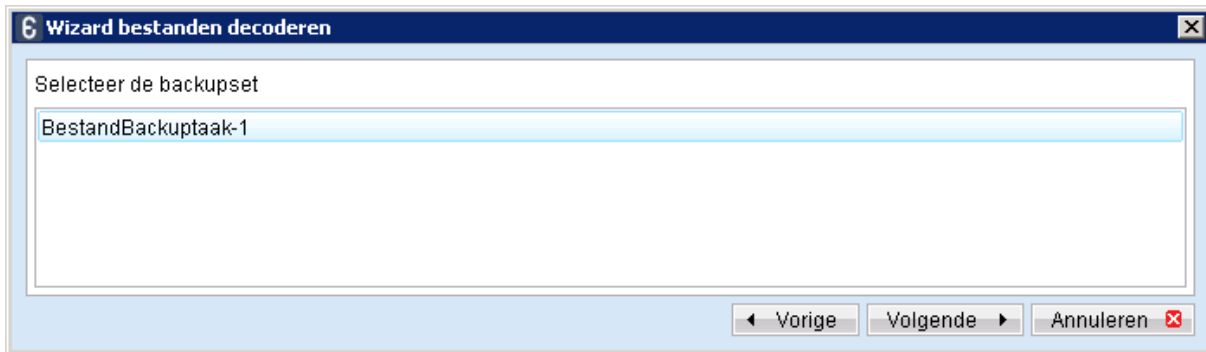 Wizard bestanden decoderen
Selecteer de backupset
BestandBackuptaak-1
Vorige Volgende Annuleren